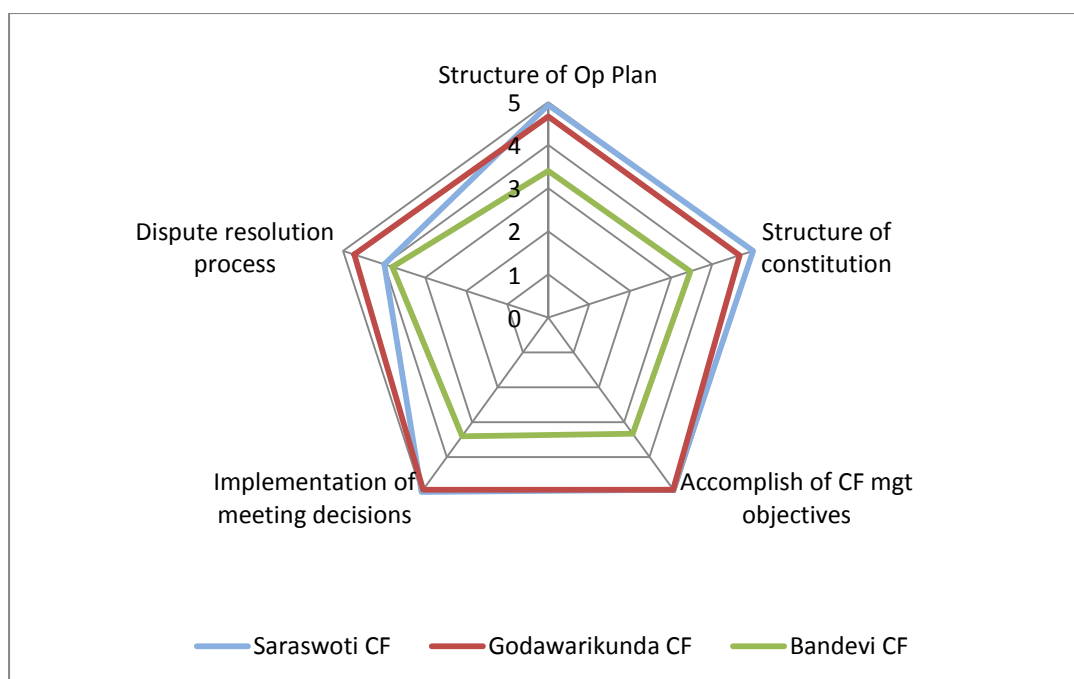 Structure of Op Plan
5
4
3
2
1
0
Structure of
constitution
Accomplish of CF mgt
objectives
Implementation of
meeting decisions
Dispute resolution
process
Saraswoti CF
Godawarikunda CF
Bandevi CF